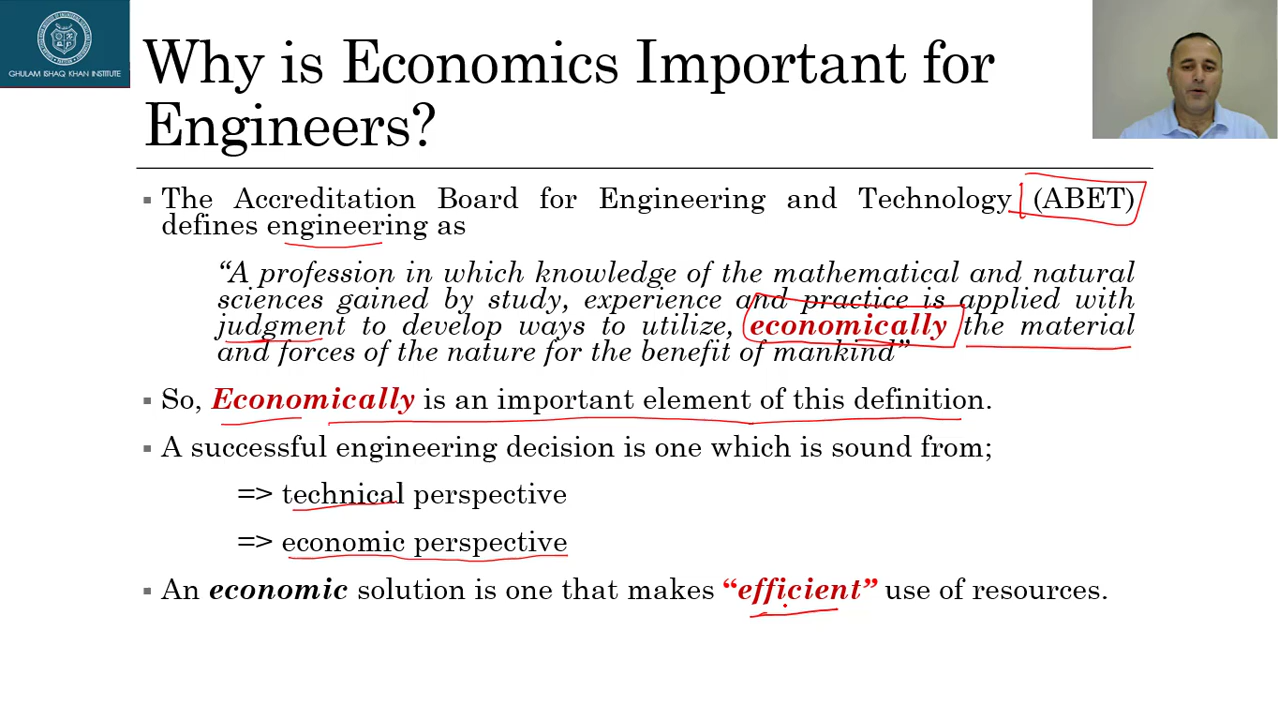 GHULAM ISHAQ KHAN INSTITUTE
Why is Economics Important for
Engineers?
▪ The Accreditation Board for Engineering and Technology (ABET)
defines engineering as
“A profession in which knowledge of the mathematical and natural
sciences gained by study, experience and practice is applied with
judgment to develop ways to utilize, economically the material
and forces of the nature for the benefit of mankind”
▪ So, Economically is an important element of this definition.
▪ A successful engineering decision is one which is sound from;
=> technical perspective
=> economic perspective
▪ An economic solution is one that makes “efficient” use of resources.